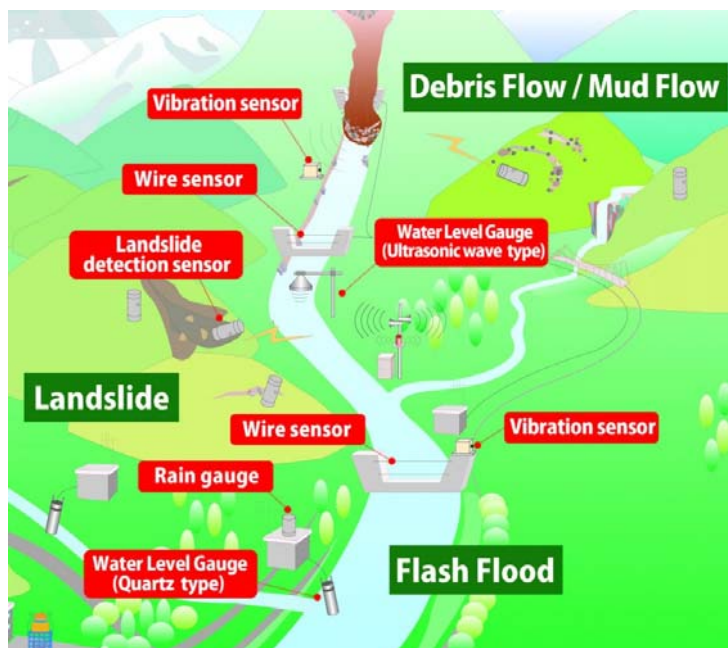 Debris Flow / Mud Flow
Vibration sensor
Wire sensor
Water Level Gauge
(Ultrasonic wave type)
Landslide
detection sensor
Landslide
Wire sensor
Vibration sensor
Rain gauge
Water Level Gauge
(Quartz type)
Flash Flood